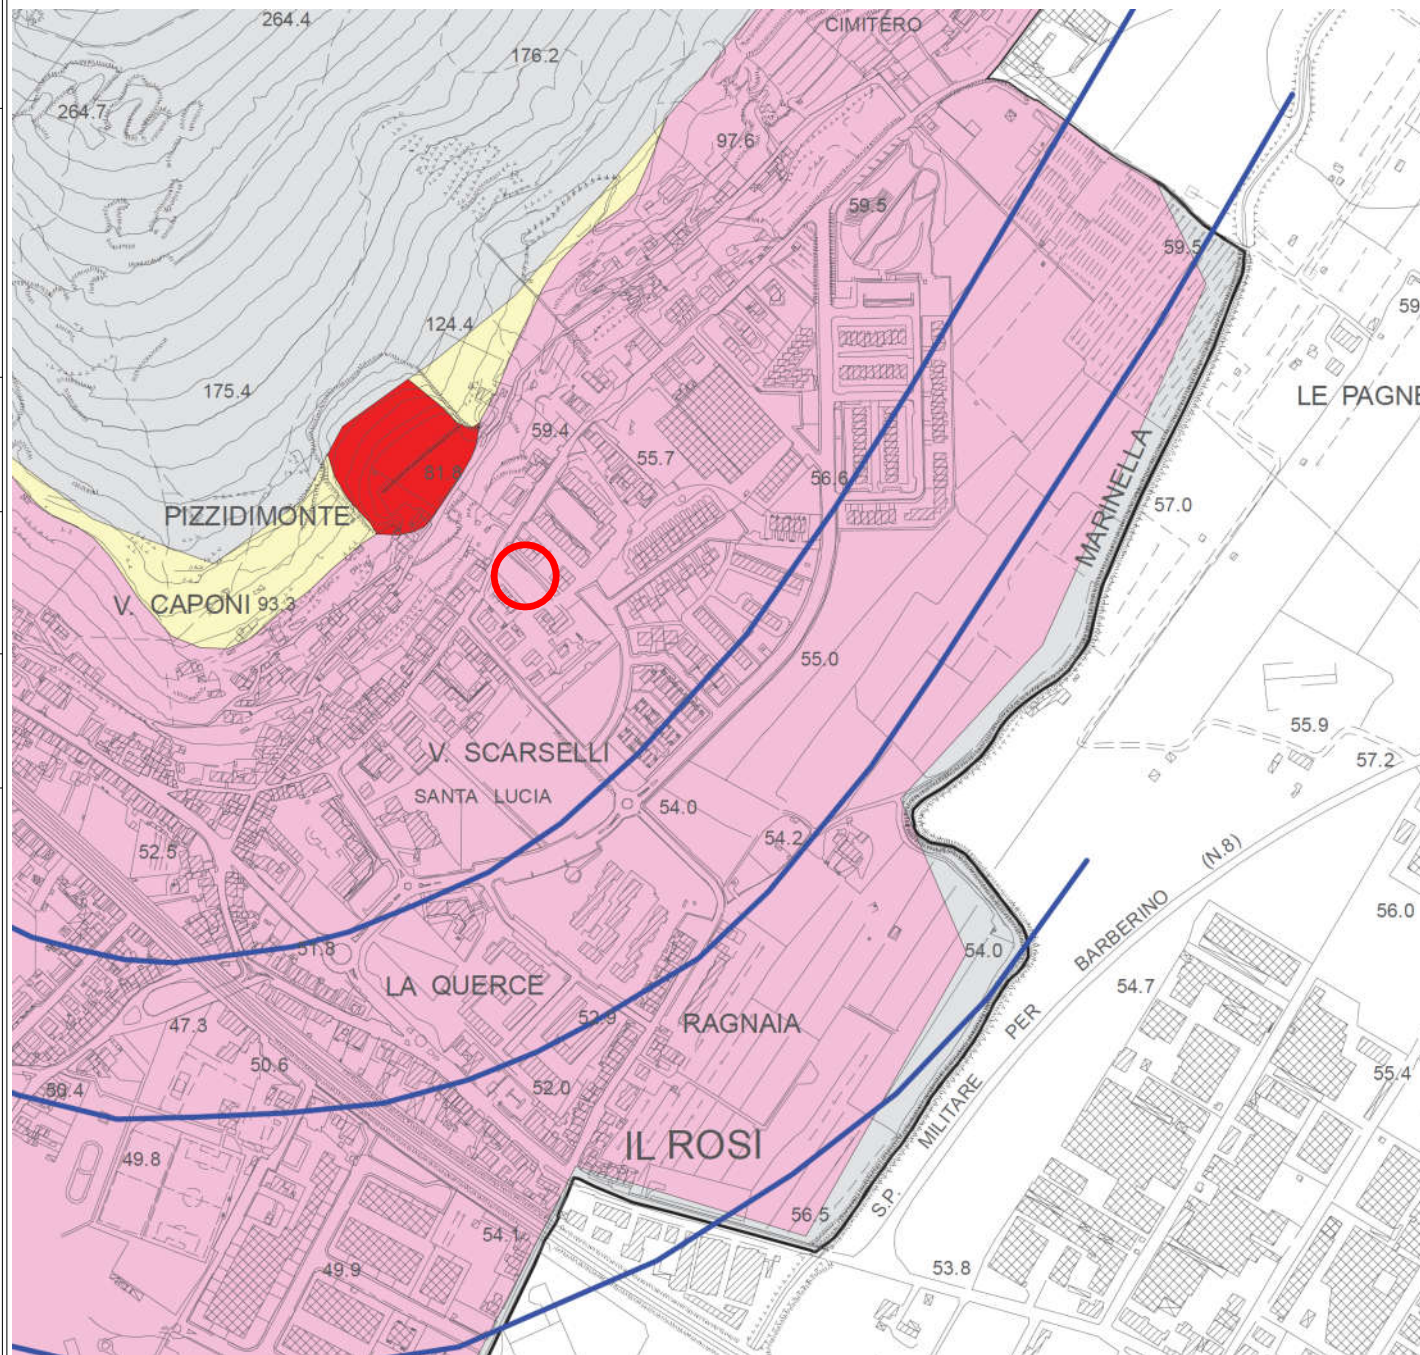 264.4
CIMITERO
176.2
264.7
97.6
59.5
59.5
59
124.4
175.4
LE PAGNE
59.4
55.7
81.8
56.6
MARINELLA
57.0
PIZZIDIMONTE
V. CAPONI 93.3
55.0
55.9
V. SCARSELLI
57.2
SANTA LUCIA
54.0
54.2
(N.8)
52.5
BARBERINO
56.0
51.8
54.0
LA QUERCE
54.7
47.3
52.9
RAGNAIA
PER
50.6
50.4
52.0
55.4
MILITARE
IL ROSI
49.8
S.P.
56.5
54.1
49.9
53.8